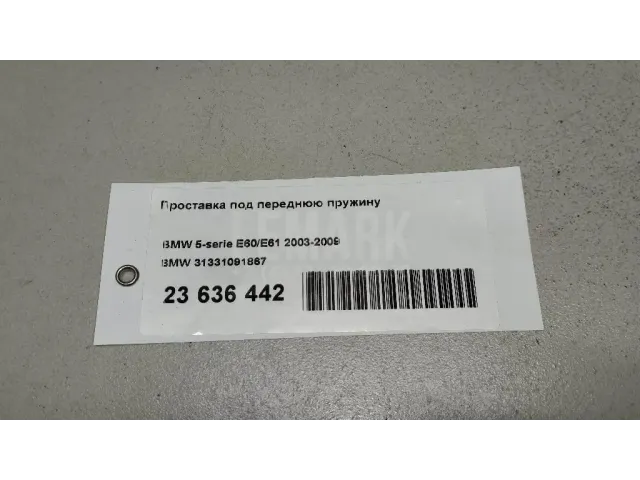 Проставка под переднюю пружину
BMW 5-serie E60/E61 2003-2009
BMW 31331091867
23 636 442